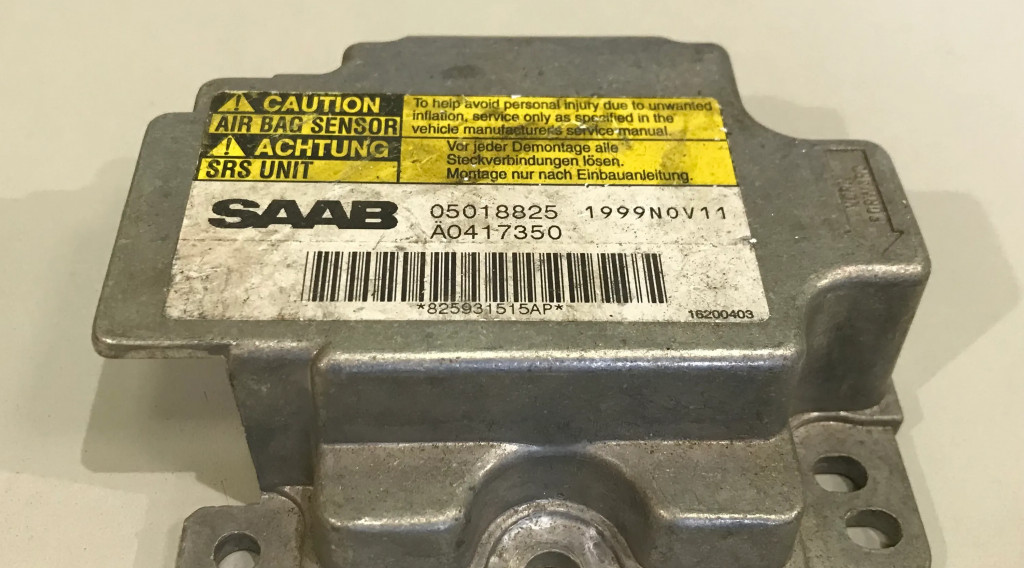 CAUTION
AIR BAG SENSOR
To help avoid personal injury due to unwanted
inflation, service only as specified in the
vehicle manufacturers service manual.
ACHTUNG
SRS UNIT
Vor jeder Demontage alle
Steckverbindungen lösen.
Montage nur nach Einbauanleitung.
SAAB
05018825 1999NOV11
A0417350
*825931515AP*
16200403